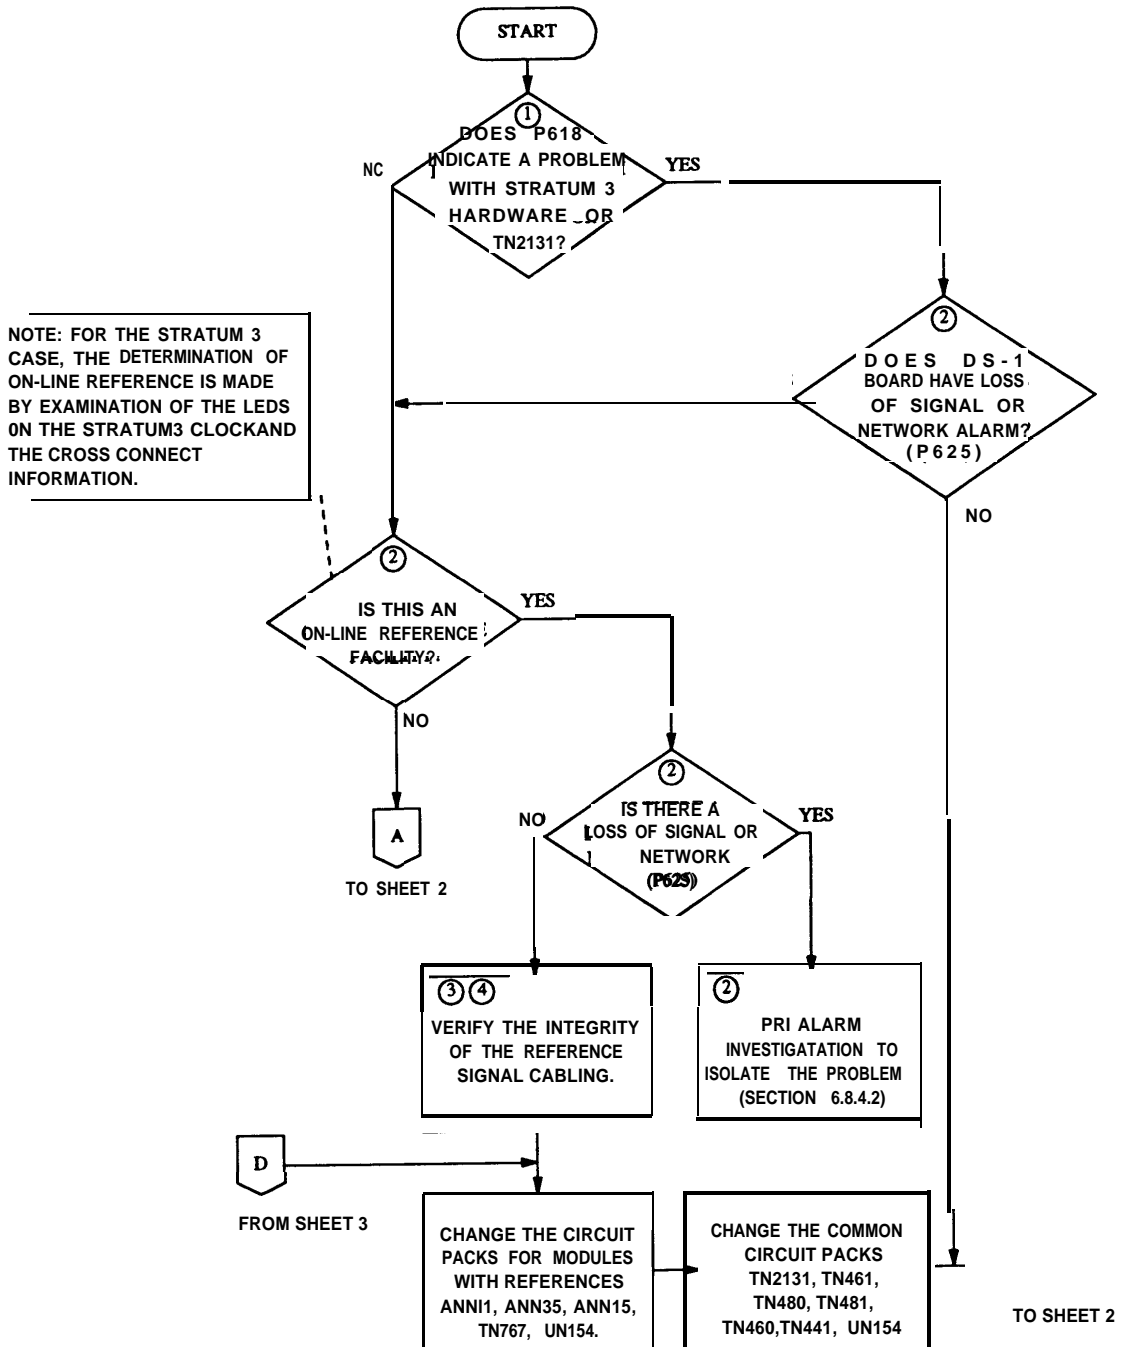 START
1
DOES P618
INDICATE A PROBLEM
WITH STRATUM 3
HARDWARE OR
TN2131?
NC
YES
2
DOES DS-1
BOARD HAVE LOSS
OF SIGNAL OR
NETWORK ALARM?
(P625)
NO
NOTE: FOR THE STRATUM 3
CASE, THE DETERMINATION OF
ON-LINE REFERENCE IS MADE
BY EXAMINATION OF THE LEDS
0N THE STRATUM3 CLOCKAND
THE CROSS CONNECT
INFORMATION.
2
IS THIS AN
ON-LINE REFERENCE
FACILITY?
YES
NO
A
TO SHEET 2
2
IS THERE A
LOSS OF SIGNAL OR
NETWORK
(P625)
NO
YES
3 4
VERIFY THE INTEGRITY
OF THE REFERENCE
SIGNAL CABLING.
2
PRI ALARM
INVESTIGATATION TO
ISOLATE THE PROBLEM
(SECTION 6.8.4.2)
D
FROM SHEET 3
CHANGE THE CIRCUIT
PACKS FOR MODULES
WITH REFERENCES
ANNI1, ANN35, ANN15,
TN767, UN154.
CHANGE THE COMMON
CIRCUIT PACKS
TN2131, TN461,
TN480, TN481,
TN460,TN441, UN154
TO SHEET 2